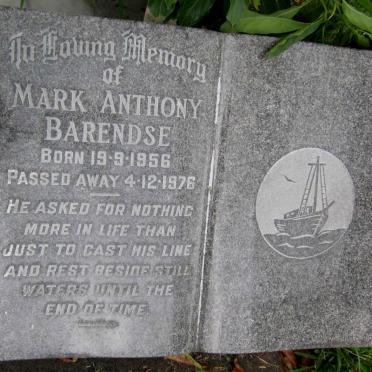 In Loving Memory
of
MARK ANTHONY
BARENDSE
BORN 19-9-1956
PASSED AWAY 4-12-1976
HE ASKED FOR NOTHING
MORE IN LIFE THAN
JUST TO CAST HIS LINE
AND REST BESIDE STILL
WATERS UNTIL THE
END OF TIME